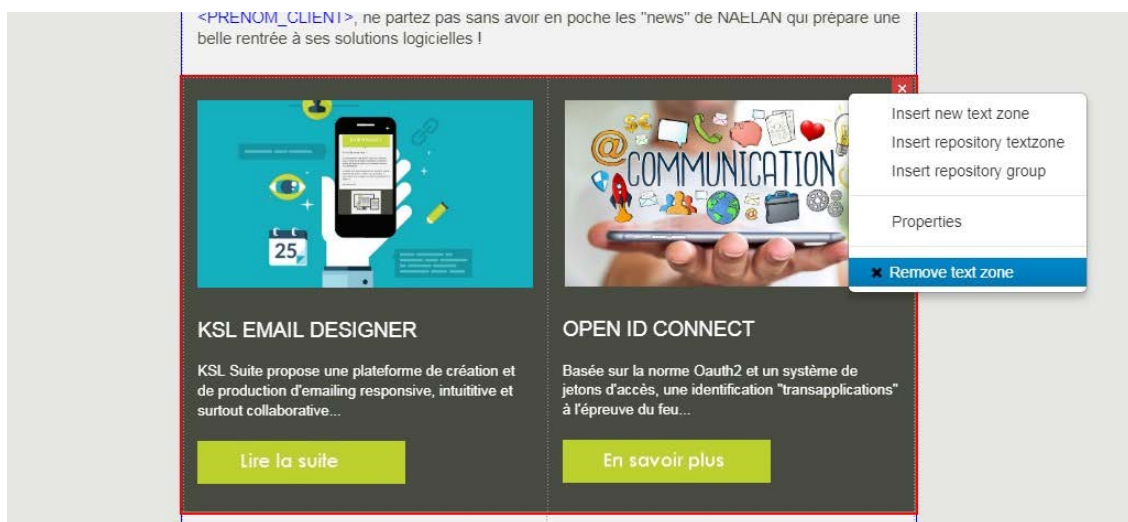 <PRENOM_CLIENT>, ne partez pas sans avoir en poche les "news" de NAELAN qui prépare une
belle rentrée à ses solutions logicielles !
25
COMMUNICATION
Insert new text zone
Insert repository textzone
Insert repository group
Properties
Remove text zone
KSL EMAIL DESIGNER
KSL Suite propose une plateforme de création et
de production d'emailing responsive, intuititive et
surtout collaborative...
Lire la suite
OPEN ID CONNECT
Basée sur la norme Oauth2 et un système de
jetons d'accès, une identification "transapplications"
à l'épreuve du feu...
En savoir plus